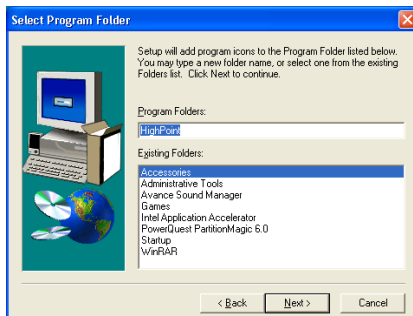 Select Program Folder
Setup will add program icons to the Program Folder listed below.
You may type a new folder name, or select one from the existing
Folders list. Click Next to continue.
Program Folders:
HighPoint
Existing Folders:
Accessories
Administrative Tools
Avance Sound Manager
Games
Intel Application Accelerator
PowerQuest PartitionMagic 6.0
Startup
WinRAR
< Back
Next >
Cancel